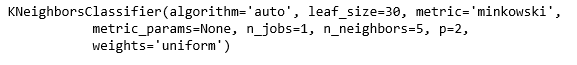 KNeighborsClassifier(algorithm='auto', leaf_size=30, metric='minkowski',
           metric_params=None, n_jobs=1, n_neighbors=5, p=2,
           weights='uniform')